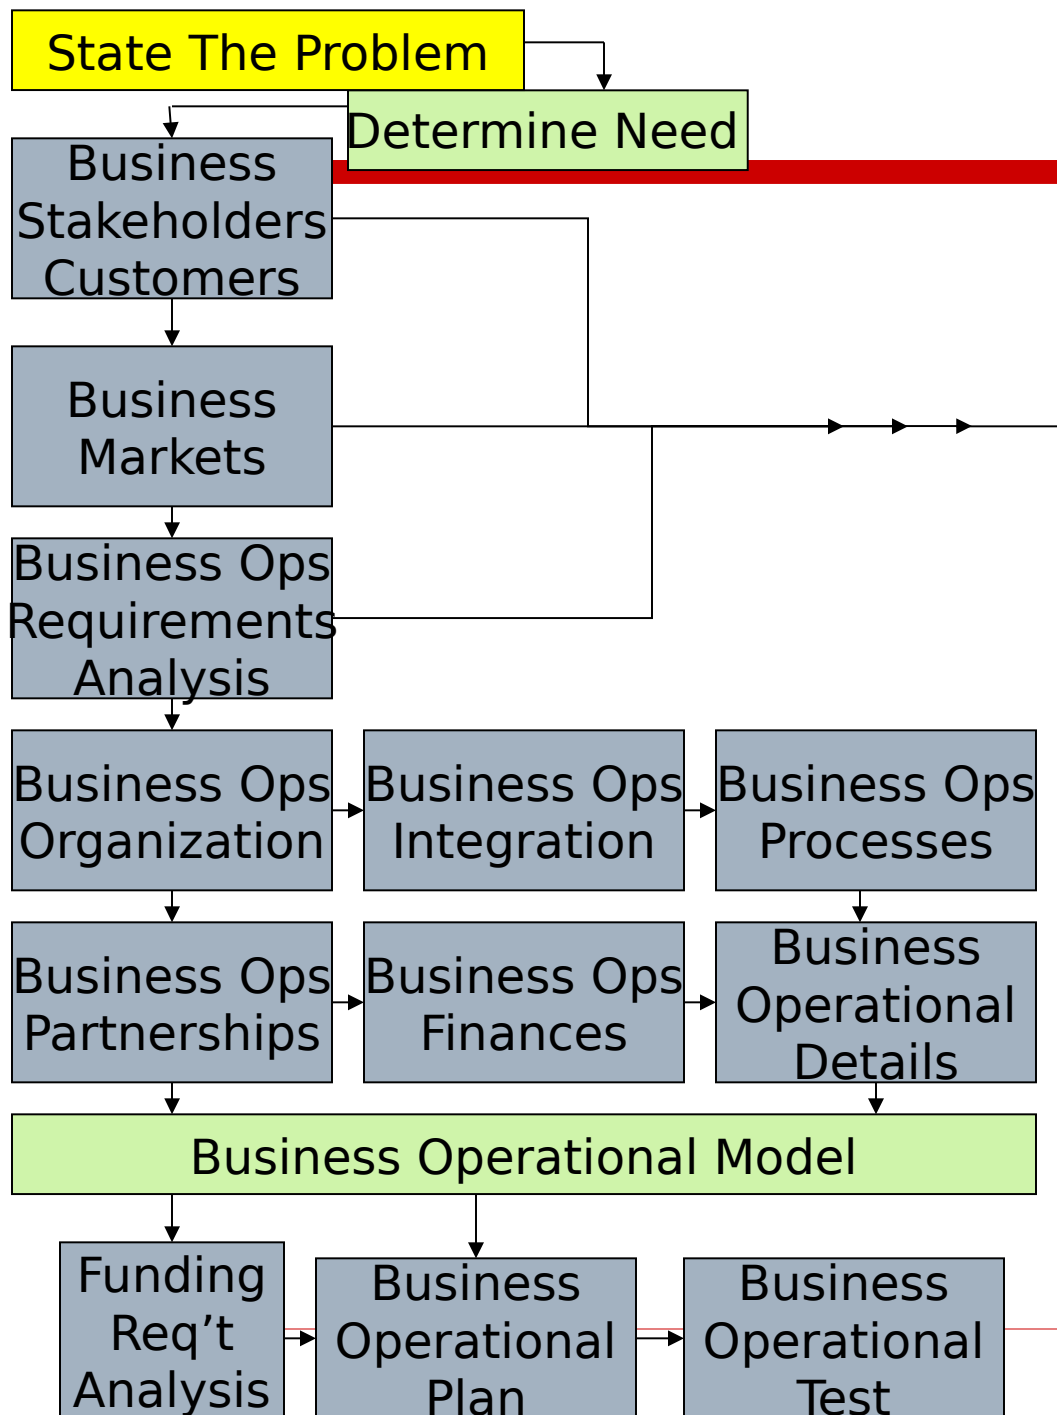 State The Problem
Determine Need
Business
Stakeholders
Customers
Business
Markets
Business Ops
Requirements
Analysis
Business Ops
Organization
Business Ops
Integration
Business Ops
Processes
Business Ops
Partnerships
Business Ops
Finances
Business
Operational
Details
Business Operational Model
Funding
Req’t
Analysis
Business
Operational
Plan
Business
Operational
Test